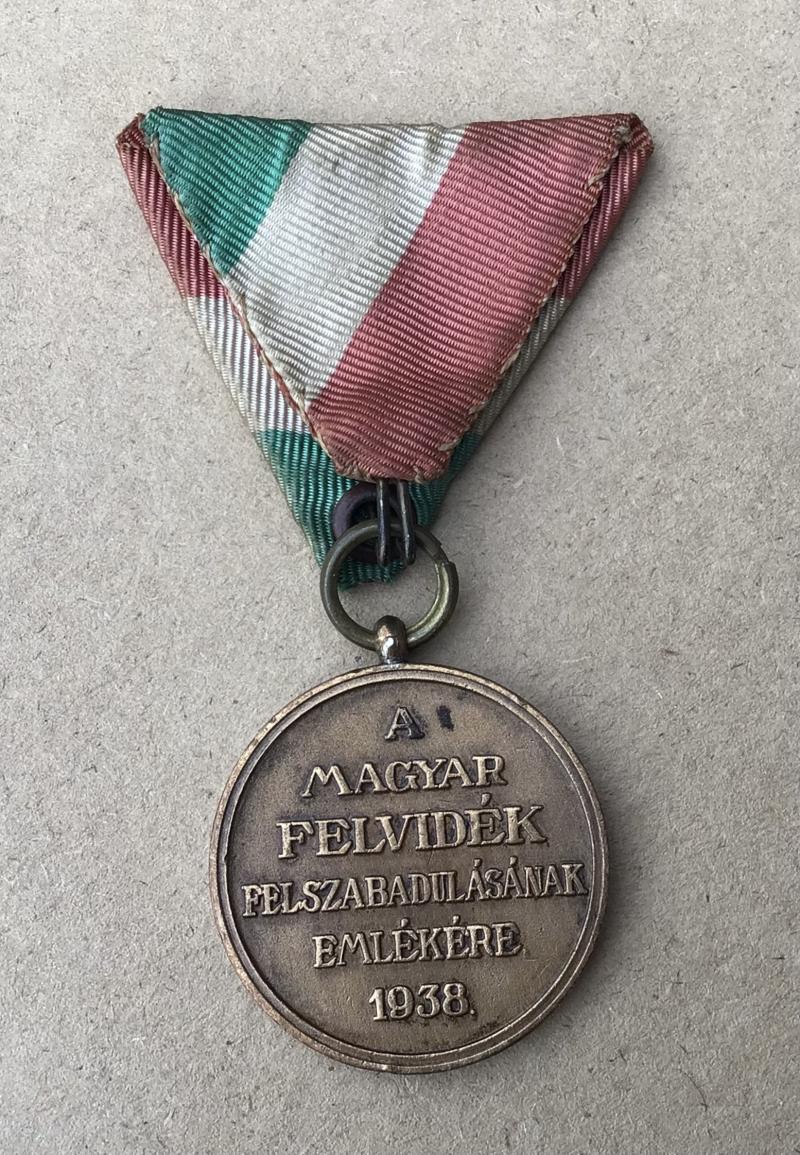 A
MAGYAR
FELVIDÉK
FELSZABADULÁSÁNAK
EMLÉKÉRE
1938.